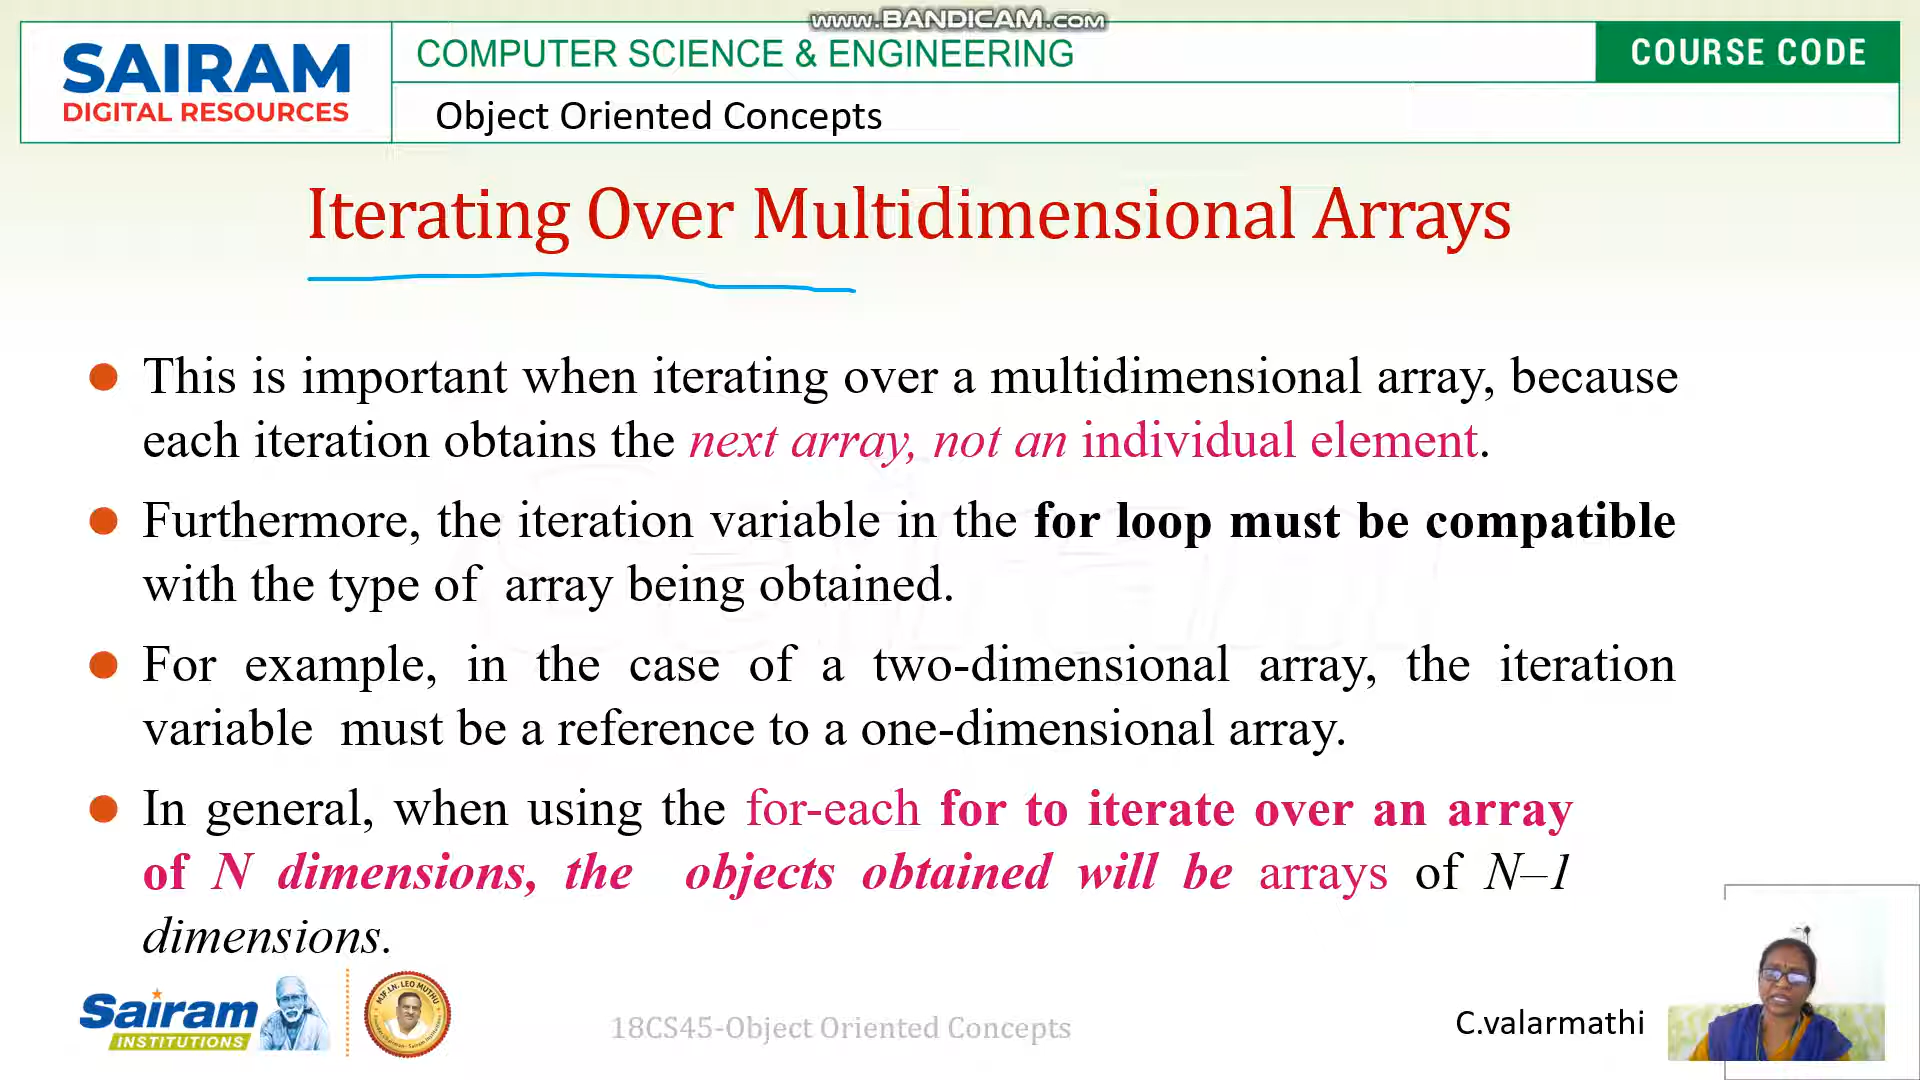 www.BANDICAM.com
SAIRAM
DIGITAL RESOURCES
COMPUTER SCIENCE & ENGINEERING
COURSE CODE
Object Oriented Concepts
Iterating Over Multidimensional Arrays
This is important when iterating over a multidimensional array, because
each iteration obtains the next array, not an individual element.
Furthermore, the iteration variable in the for loop must be compatible
with the type of array being obtained.
For example, in the case of a two-dimensional array, the iteration
variable must be a reference to a one-dimensional array.
In general, when using the for-each for to iterate over an array
of N dimensions, the objects obtained will be arrays of N–1
dimensions.
Sairam
INSTITUTIONS
MJF.LN. LEO MUTHU
18CS45-Object Oriented Concepts
C.valarmathi